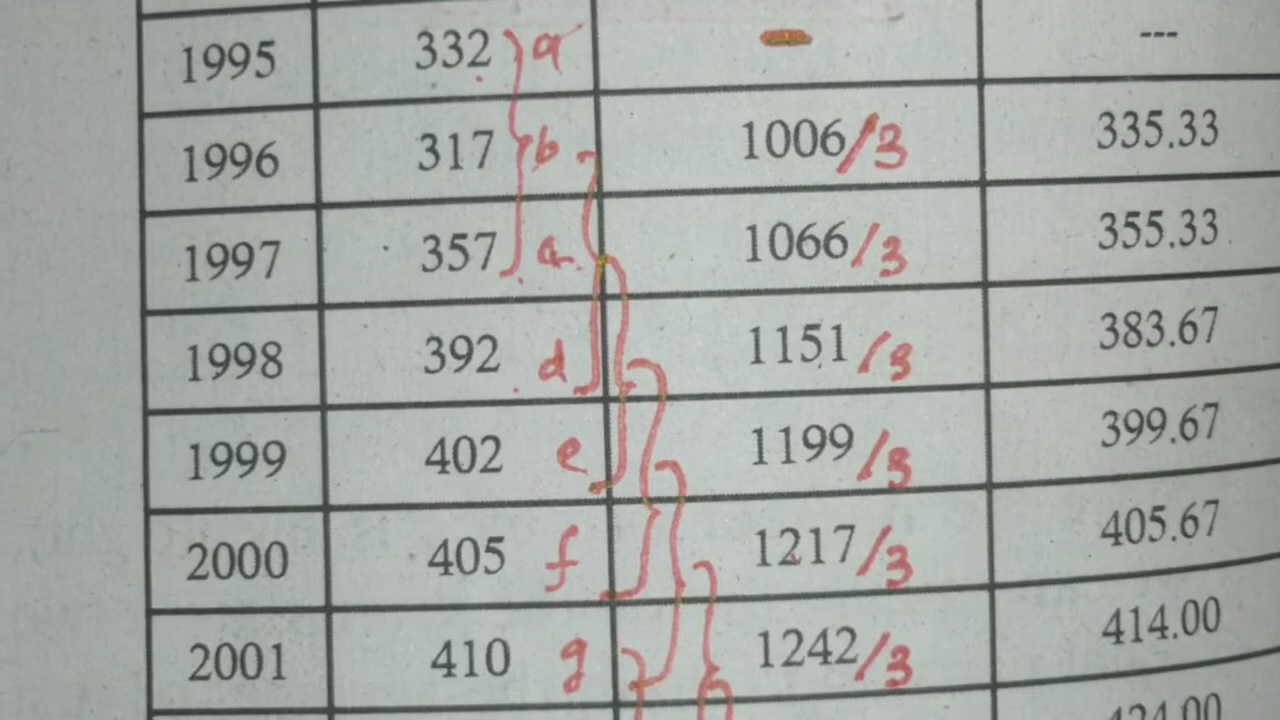 1995 332 a ---
1996 317 b 1006/3 335.33
1997 357 c 1066/3 355.33
1998 392 d 1151/3 383.67
1999 402 e 1199/3 399.67
2000 405 f 1217/3 405.67
2001 410 g 1242/3 414.00
424.00